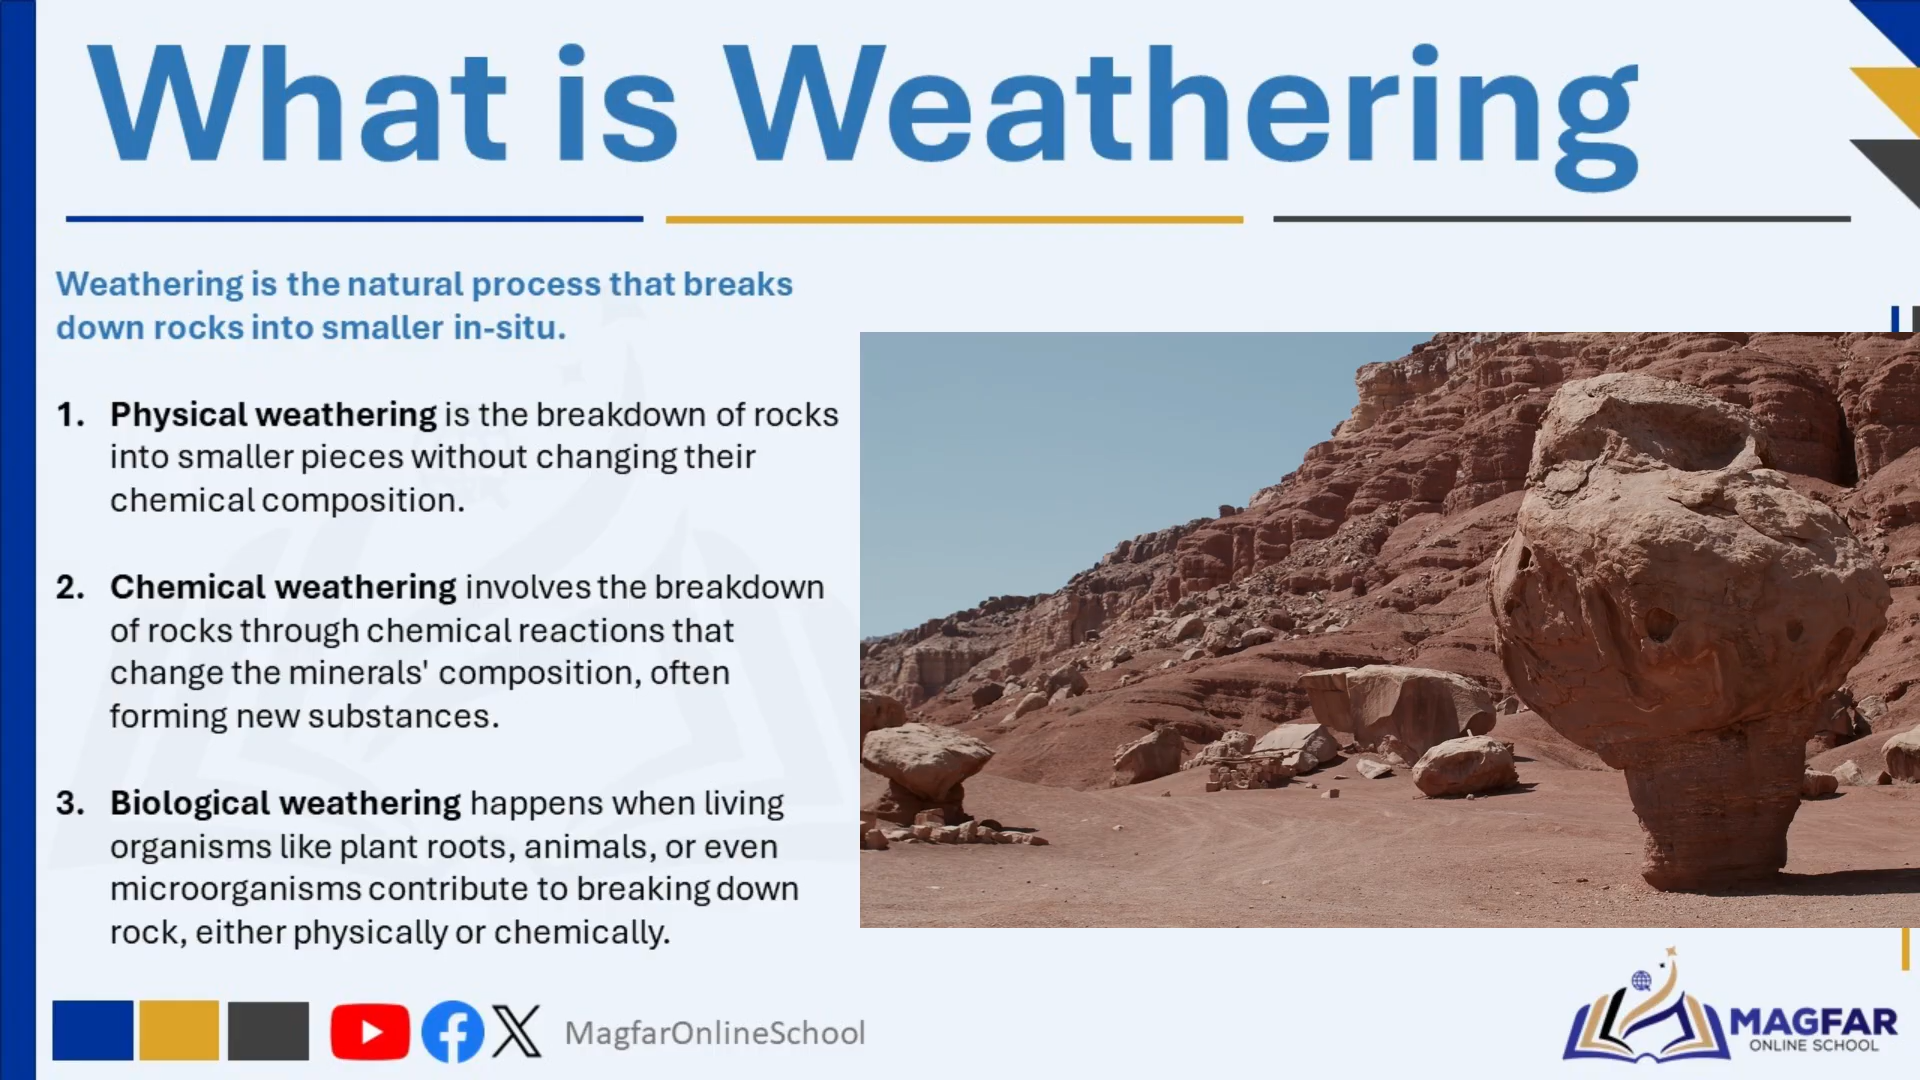 What is Weathering
Weathering is the natural process that breaks
down rocks into smaller in-situ.
1. Physical weathering is the breakdown of rocks
into smaller pieces without changing their
chemical composition.
2. Chemical weathering involves the breakdown
of rocks through chemical reactions that
change the minerals' composition, often
forming new substances.
3. Biological weathering happens when living
organisms like plant roots, animals, or even
microorganisms contribute to breaking down
rock, either physically or chemically.
MagfarOnlineSchool
MAGFAR
ONLINE SCHOOL